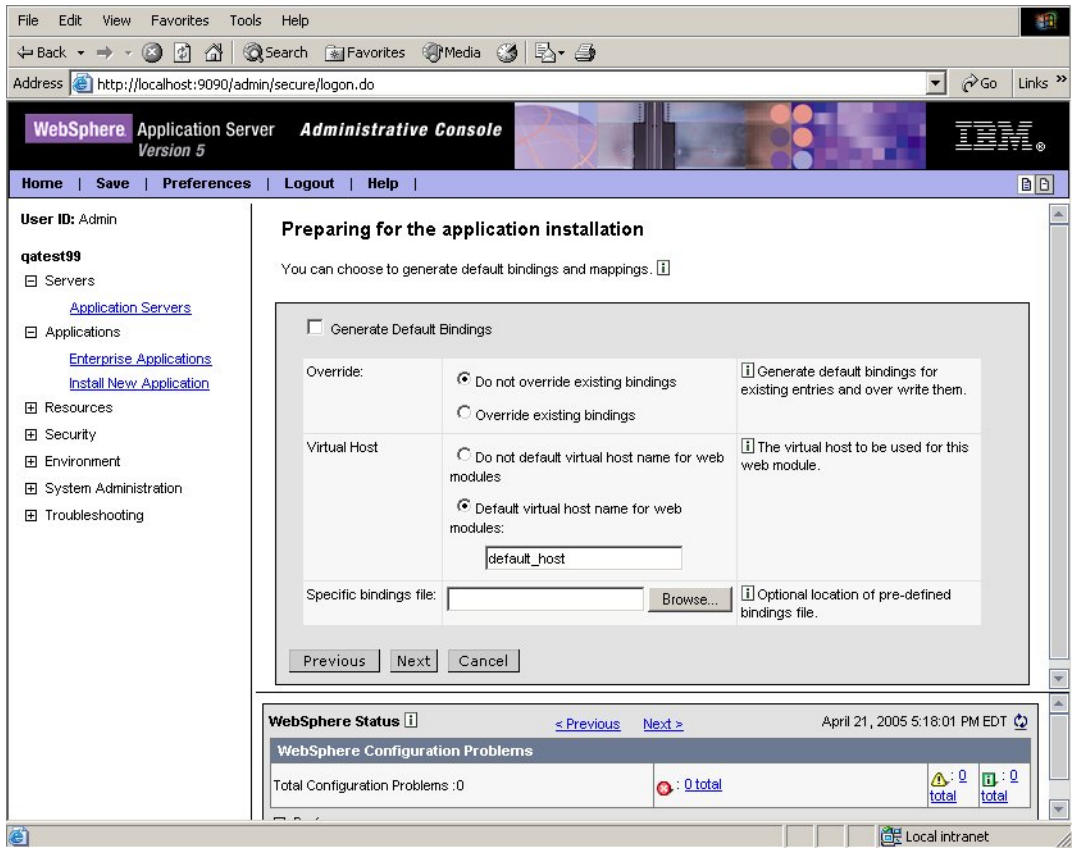 File Edit View Favorites Tools Help
Back Search Favorites Media
Address http://localhost:9090/admin/secure/logon.do Go Links »
WebSphere Application Server Administrative Console
Version 5
IBM®
Home | Save | Preferences | Logout | Help |
User ID: Admin
qatest99
Servers
Application Servers
Applications
Enterprise Applications
Install New Application
Resources
Security
Environment
System Administration
Troubleshooting
Preparing for the application installation
You can choose to generate default bindings and mappings. i
Generate Default Bindings
Override:
Do not override existing bindings
Override existing bindings
i Generate default bindings for
existing entries and over write them.
Virtual Host
Do not default virtual host name for web
modules
Default virtual host name for web
modules:
default_host
i The virtual host to be used for this
web module.
Specific bindings file:
Browse...
i Optional location of pre-defined
bindings file.
Previous Next Cancel
WebSphere Status i < Previous Next > April 21, 2005 5:18:01 PM EDT
WebSphere Configuration Problems
Total Configuration Problems :0
: 0 total
: 0
total
: 0
total
Local intranet